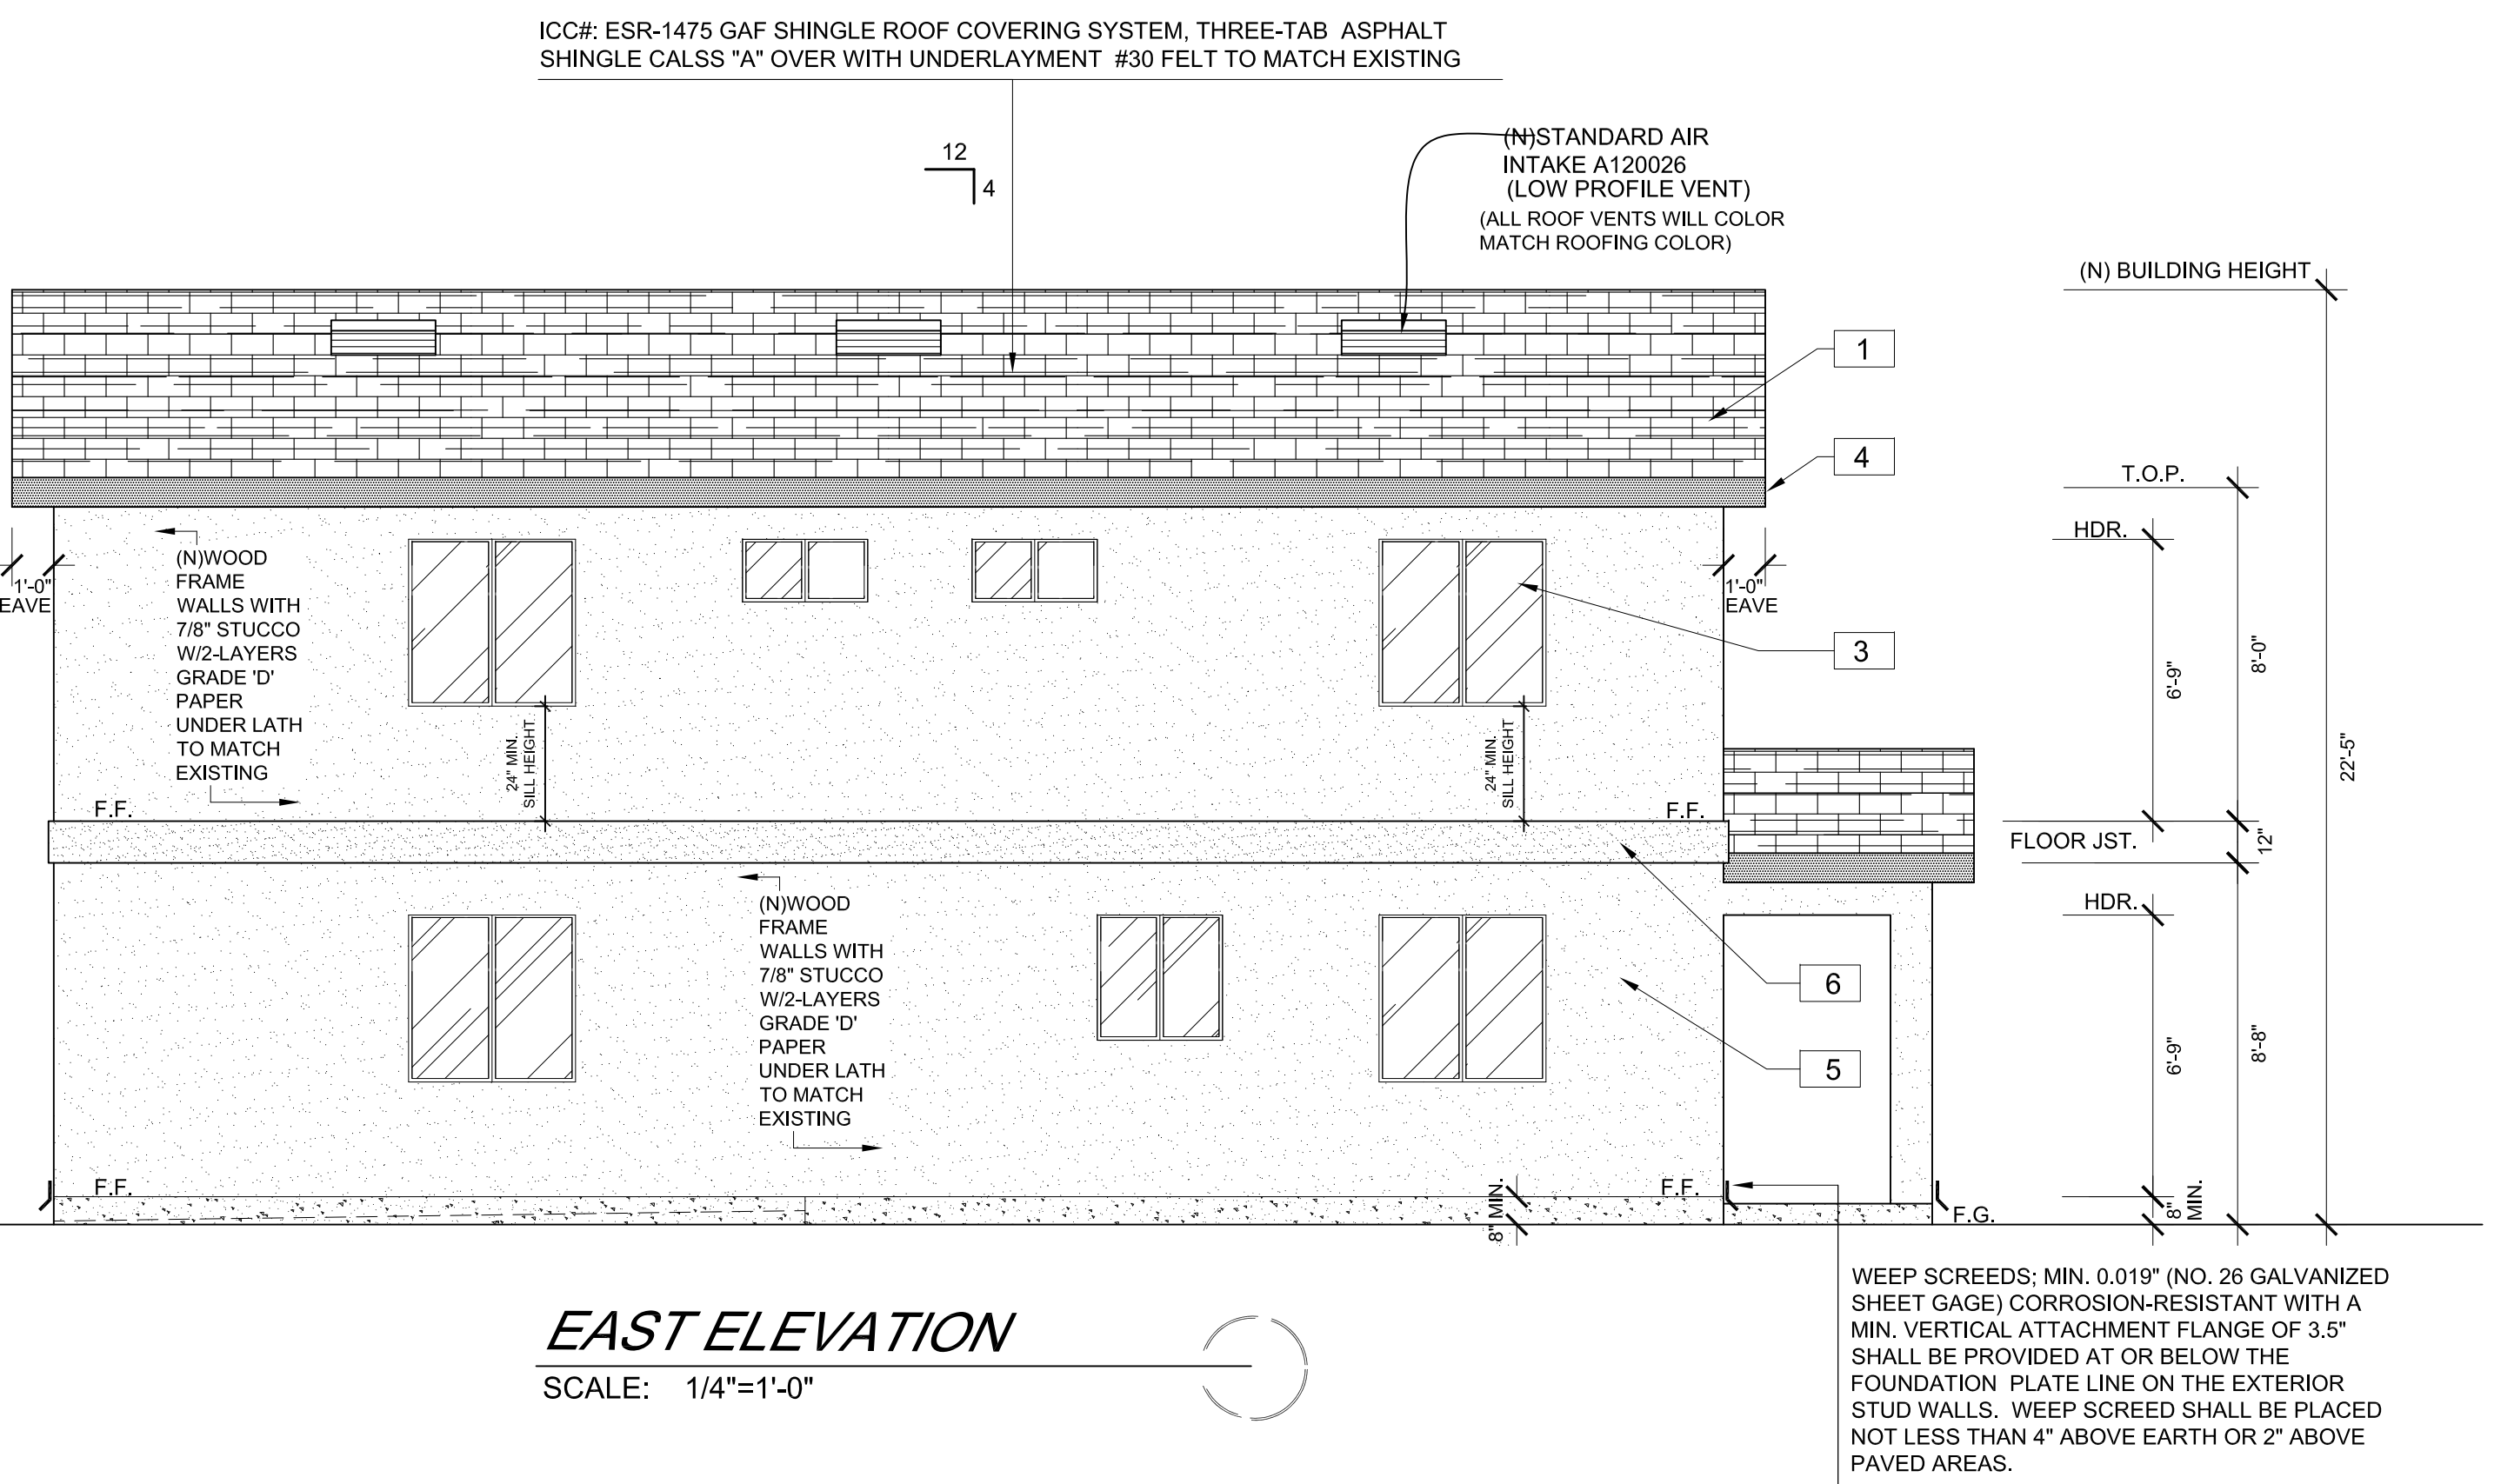 ICC#: ESR-1475 GAF SHINGLE ROOF COVERING SYSTEM, THREE-TAB ASPHALT
SHINGLE CALSS "A" OVER WITH UNDERLAYMENT #30 FELT TO MATCH EXISTING
12
4
(N)STANDARD AIR
INTAKE A120026
(LOW PROFILE VENT)
(ALL ROOF VENTS WILL COLOR
MATCH ROOFING COLOR)
(N) BUILDING HEIGHT
1
4
T.O.P.
HDR.
1'-0"
EAVE
(N)WOOD
FRAME
WALLS WITH
7/8" STUCCO
W/2-LAYERS
GRADE 'D'
PAPER
UNDER LATH
TO MATCH
EXISTING
1'-0"
EAVE
3
6'-9"
8'-0"
22'-5"
24" MIN.
SILL HEIGHT
24" MIN.
SILL HEIGHT
F.F.
F.F.
FLOOR JST.
12"
HDR.
(N)WOOD
FRAME
WALLS WITH
7/8" STUCCO
W/2-LAYERS
GRADE 'D'
PAPER
UNDER LATH
TO MATCH
EXISTING
6
5
6'-9"
8'-8"
F.F.
F.F.
8" MIN.
F.G.
8"
MIN.
EAST ELEVATION
SCALE: 1/4"=1'-0"
WEEP SCREEDS; MIN. 0.019" (NO. 26 GALVANIZED
SHEET GAGE) CORROSION-RESISTANT WITH A
MIN. VERTICAL ATTACHMENT FLANGE OF 3.5"
SHALL BE PROVIDED AT OR BELOW THE
FOUNDATION PLATE LINE ON THE EXTERIOR
STUD WALLS. WEEP SCREED SHALL BE PLACED
NOT LESS THAN 4" ABOVE EARTH OR 2" ABOVE
PAVED AREAS.